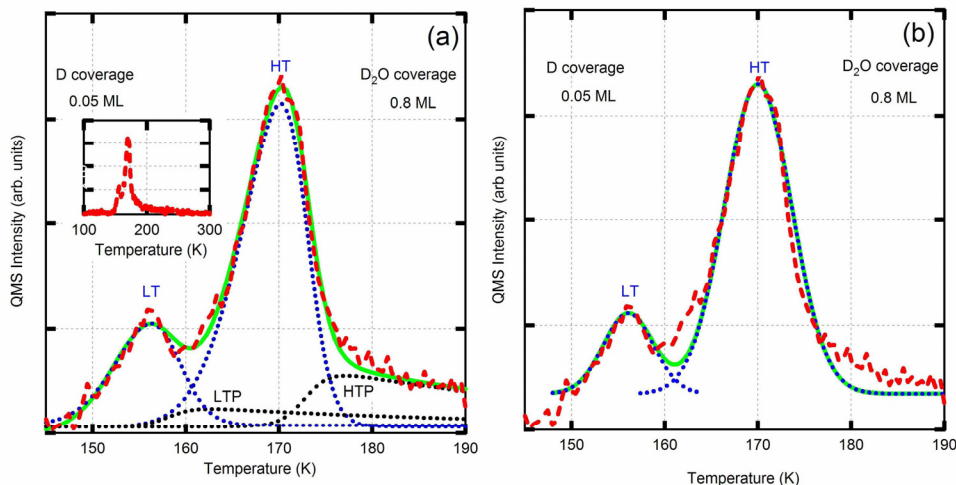 (a)
HT
D coverage
0.05 ML
D₂O coverage
0.8 ML
100 200 300
Temperature (K)
LT
LTP
HTP
QMS Intensity (arb. units)
150 160 170 180 190
Temperature (K)
(b)
HT
D coverage
0.05 ML
D₂O coverage
0.8 ML
LT
QMS Intensity (arb units)
150 160 170 180 190
Temperature (K)